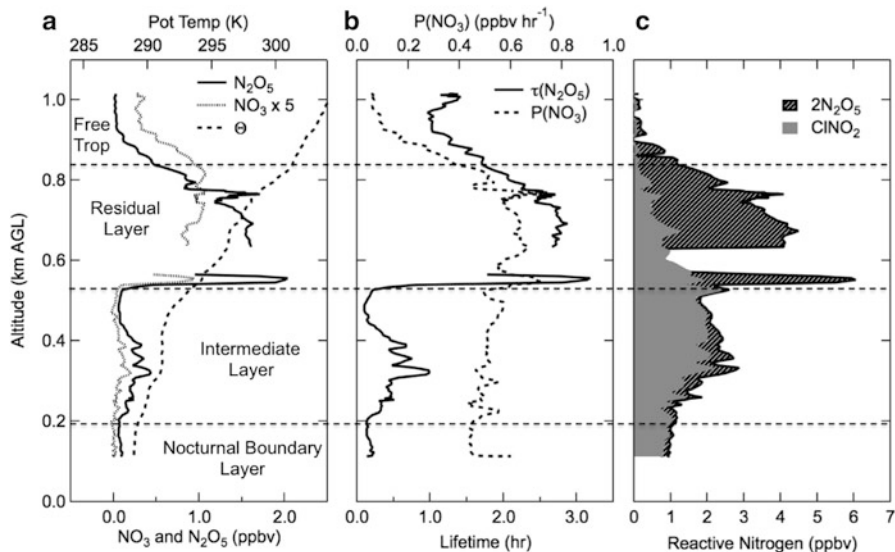 a
Pot Temp (K)
285 290 295 300
N₂O₅
NO₃ x 5
Θ
Free
Trop
Residual
Layer
Intermediate
Layer
Nocturnal Boundary
Layer
Altitude (km AGL)
1.0
0.8
0.6
0.4
0.2
0.0
0.0 1.0 2.0
NO₃ and N₂O₅ (ppbv)
b
P(NO₃) (ppbv hr⁻¹)
0.0 0.2 0.4 0.6 0.8 1.0
τ(N₂O₅)
P(NO₃)
0.0 1.0 2.0 3.0
Lifetime (hr)
c
2N₂O₅
ClNO₂
0 1 2 3 4 5 6 7
Reactive Nitrogen (ppbv)